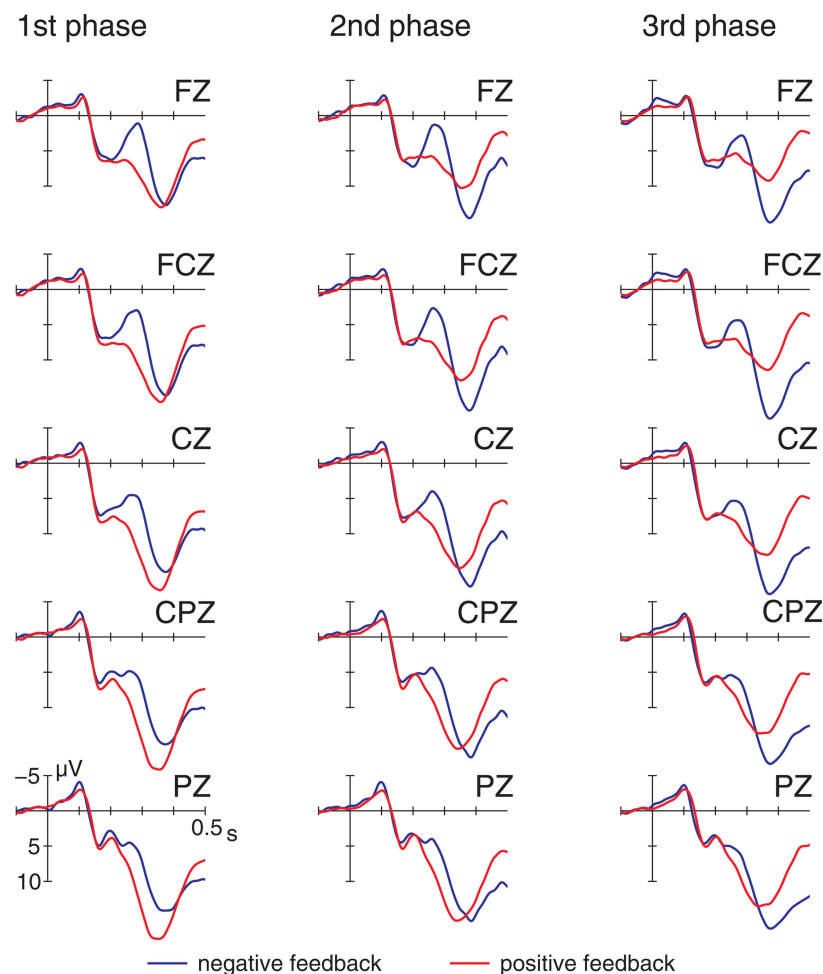 1st phase 2nd phase 3rd phase
FZ FZ FZ
FCZ FCZ FCZ
CZ CZ CZ
CPZ CPZ CPZ
−5 µV
PZ PZ PZ
0.5 s
5
10
negative feedback positive feedback